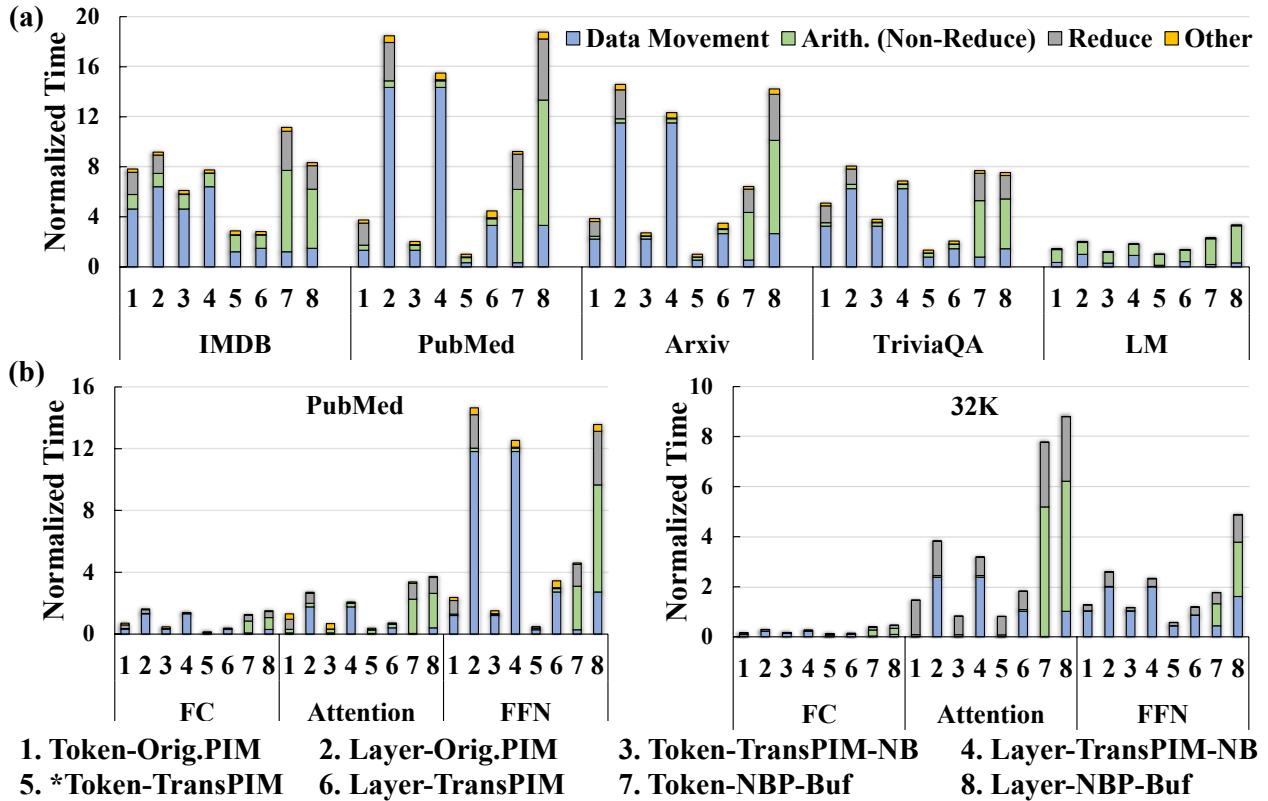 (a)
Normalized Time
20
16
12
8
4
0
Data Movement Arith. (Non-Reduce) Reduce Other
1 2 3 4 5 6 7 8 1 2 3 4 5 6 7 8 1 2 3 4 5 6 7 8 1 2 3 4 5 6 7 8 1 2 3 4 5 6 7 8
IMDB PubMed Arxiv TriviaQA LM
(b)
Normalized Time
16
12
8
4
0
PubMed
1 2 3 4 5 6 7 8 1 2 3 4 5 6 7 8 1 2 3 4 5 6 7 8
FC Attention FFN
Normalized Time
10
8
6
4
2
0
32K
1 2 3 4 5 6 7 8 1 2 3 4 5 6 7 8 1 2 3 4 5 6 7 8
FC Attention FFN
1. Token-Orig.PIM 2. Layer-Orig.PIM 3. Token-TransPIM-NB 4. Layer-TransPIM-NB
5. *Token-TransPIM 6. Layer-TransPIM 7. Token-NBP-Buf 8. Layer-NBP-Buf